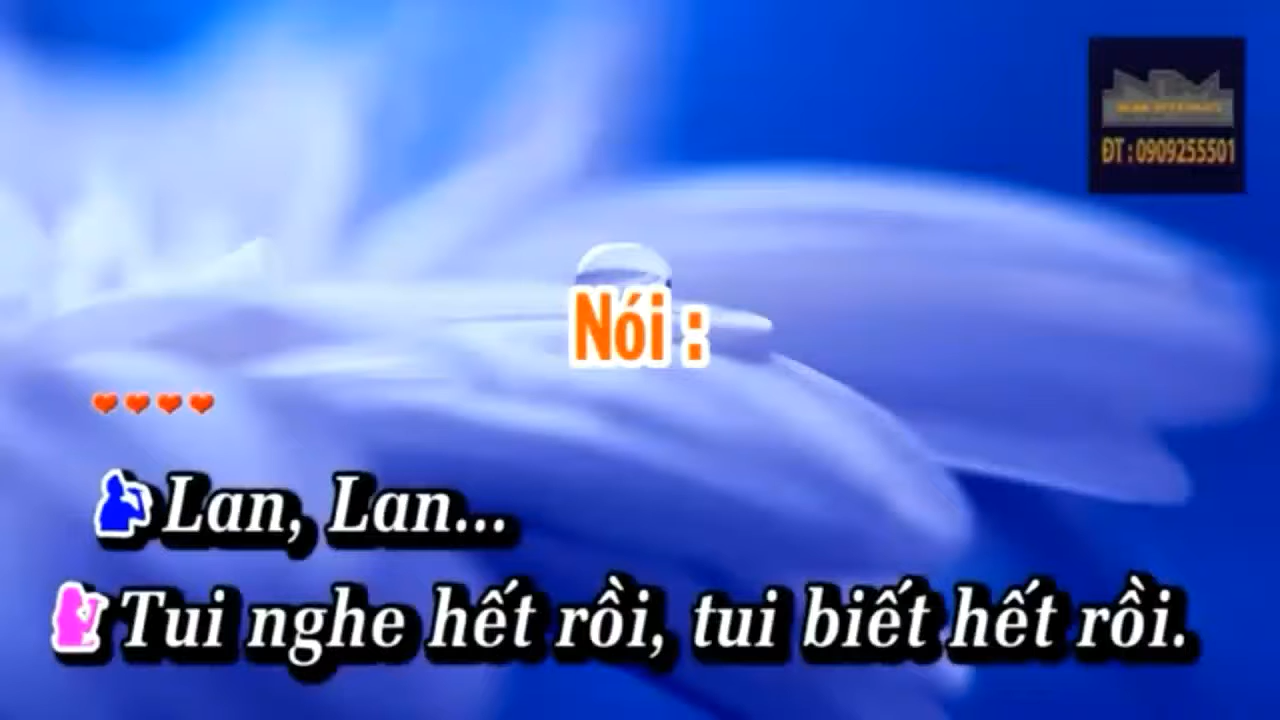 ĐT : 0909255501
Nói :
Lan, Lan...
Tui nghe hết rồi, tui biết hết rồi.